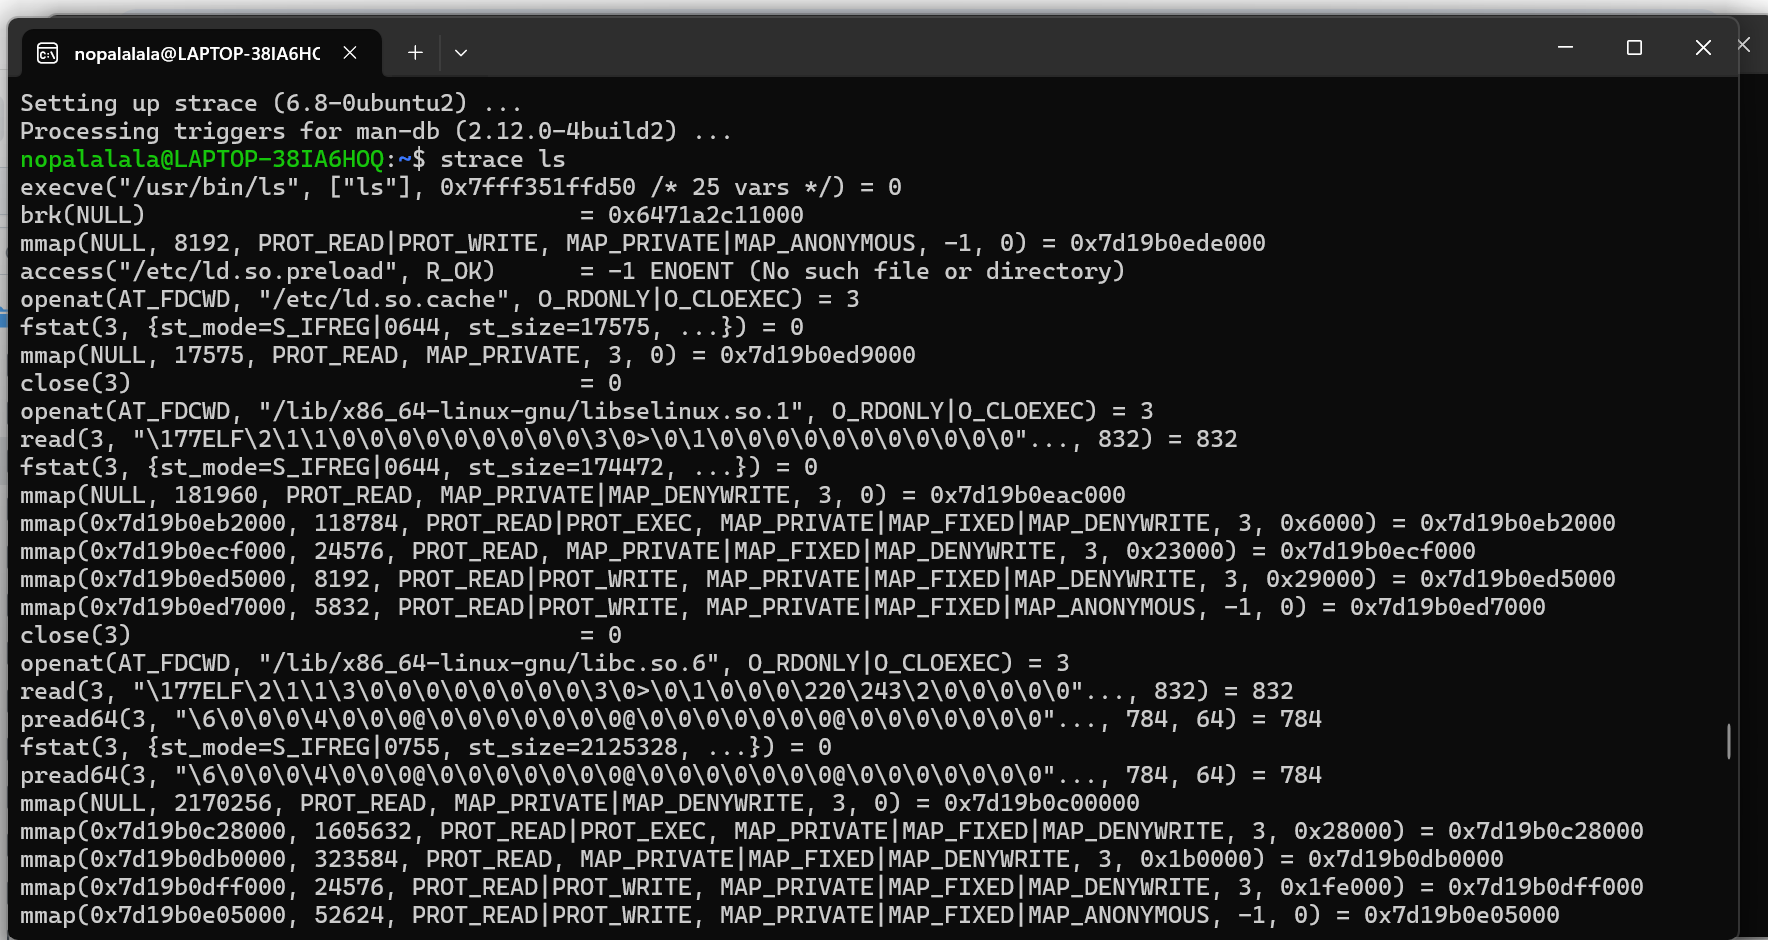 nopalalala@LAPTOP-38IA6HC
Setting up strace (6.8-0ubuntu2) ...
Processing triggers for man-db (2.12.0-4build2) ...
nopalalala@LAPTOP-38IA6HOQ:~$ strace ls
execve("/usr/bin/ls", ["ls"], 0x7fff351ffd50 /* 25 vars */) = 0
brk(NULL)                               = 0x6471a2c11000
mmap(NULL, 8192, PROT_READ|PROT_WRITE, MAP_PRIVATE|MAP_ANONYMOUS, -1, 0) = 0x7d19b0ede000
access("/etc/ld.so.preload", R_OK)      = -1 ENOENT (No such file or directory)
openat(AT_FDCWD, "/etc/ld.so.cache", O_RDONLY|O_CLOEXEC) = 3
fstat(3, {st_mode=S_IFREG|0644, st_size=17575, ...}) = 0
mmap(NULL, 17575, PROT_READ, MAP_PRIVATE, 3, 0) = 0x7d19b0ed9000
close(3)                                = 0
openat(AT_FDCWD, "/lib/x86_64-linux-gnu/libselinux.so.1", O_RDONLY|O_CLOEXEC) = 3
read(3, "\177ELF\2\1\1\0\0\0\0\0\0\0\0\0\3\0>\0\1\0\0\0\0\0\0\0\0\0\0\0"..., 832) = 832
fstat(3, {st_mode=S_IFREG|0644, st_size=174472, ...}) = 0
mmap(NULL, 181960, PROT_READ, MAP_PRIVATE|MAP_DENYWRITE, 3, 0) = 0x7d19b0eac000
mmap(0x7d19b0eb2000, 118784, PROT_READ|PROT_EXEC, MAP_PRIVATE|MAP_FIXED|MAP_DENYWRITE, 3, 0x6000) = 0x7d19b0eb2000
mmap(0x7d19b0ecf000, 24576, PROT_READ, MAP_PRIVATE|MAP_FIXED|MAP_DENYWRITE, 3, 0x23000) = 0x7d19b0ecf000
mmap(0x7d19b0ed5000, 8192, PROT_READ|PROT_WRITE, MAP_PRIVATE|MAP_FIXED|MAP_DENYWRITE, 3, 0x29000) = 0x7d19b0ed5000
mmap(0x7d19b0ed7000, 5832, PROT_READ|PROT_WRITE, MAP_PRIVATE|MAP_FIXED|MAP_ANONYMOUS, -1, 0) = 0x7d19b0ed7000
close(3)                                = 0
openat(AT_FDCWD, "/lib/x86_64-linux-gnu/libc.so.6", O_RDONLY|O_CLOEXEC) = 3
read(3, "\177ELF\2\1\1\3\0\0\0\0\0\0\0\0\3\0>\0\1\0\0\0\220\243\2\0\0\0\0\0"..., 832) = 832
pread64(3, "\6\0\0\0\4\0\0\0@\0\0\0\0\0\0\0@\0\0\0\0\0\0\0@\0\0\0\0\0\0\0"..., 784, 64) = 784
fstat(3, {st_mode=S_IFREG|0755, st_size=2125328, ...}) = 0
pread64(3, "\6\0\0\0\4\0\0\0@\0\0\0\0\0\0\0@\0\0\0\0\0\0\0@\0\0\0\0\0\0\0"..., 784, 64) = 784
mmap(NULL, 2170256, PROT_READ, MAP_PRIVATE|MAP_DENYWRITE, 3, 0) = 0x7d19b0c00000
mmap(0x7d19b0c28000, 1605632, PROT_READ|PROT_EXEC, MAP_PRIVATE|MAP_FIXED|MAP_DENYWRITE, 3, 0x28000) = 0x7d19b0c28000
mmap(0x7d19b0db0000, 323584, PROT_READ, MAP_PRIVATE|MAP_FIXED|MAP_DENYWRITE, 3, 0x1b0000) = 0x7d19b0db0000
mmap(0x7d19b0dff000, 24576, PROT_READ|PROT_WRITE, MAP_PRIVATE|MAP_FIXED|MAP_DENYWRITE, 3, 0x1fe000) = 0x7d19b0dff000
mmap(0x7d19b0e05000, 52624, PROT_READ|PROT_WRITE, MAP_PRIVATE|MAP_FIXED|MAP_ANONYMOUS, -1, 0) = 0x7d19b0e05000